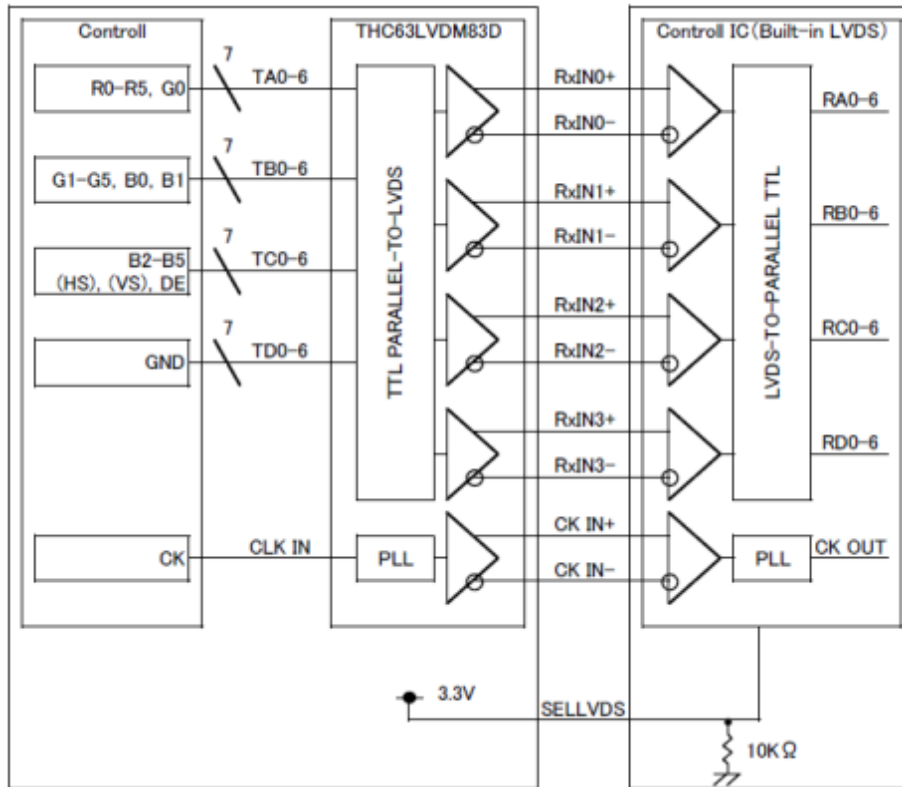 Controll
THC63LVDM83D
Controll IC(Built-in LVDS)
R0-R5, G0
7
TA0-6
RxIN0+
RxIN0-
RA0-6
G1-G5, B0, B1
7
TB0-6
RxIN1+
RxIN1-
RB0-6
B2-B5
(HS), (VS), DE
7
TC0-6
RxIN2+
RxIN2-
RC0-6
GND
7
TD0-6
RxIN3+
RxIN3-
RD0-6
TTL PARALLEL-TO-LVDS
LVDS-TO-PARALLEL TTL
CK
CLK IN
PLL
CK IN+
CK IN-
PLL
CK OUT
3.3V
SELLVDS
10KΩ